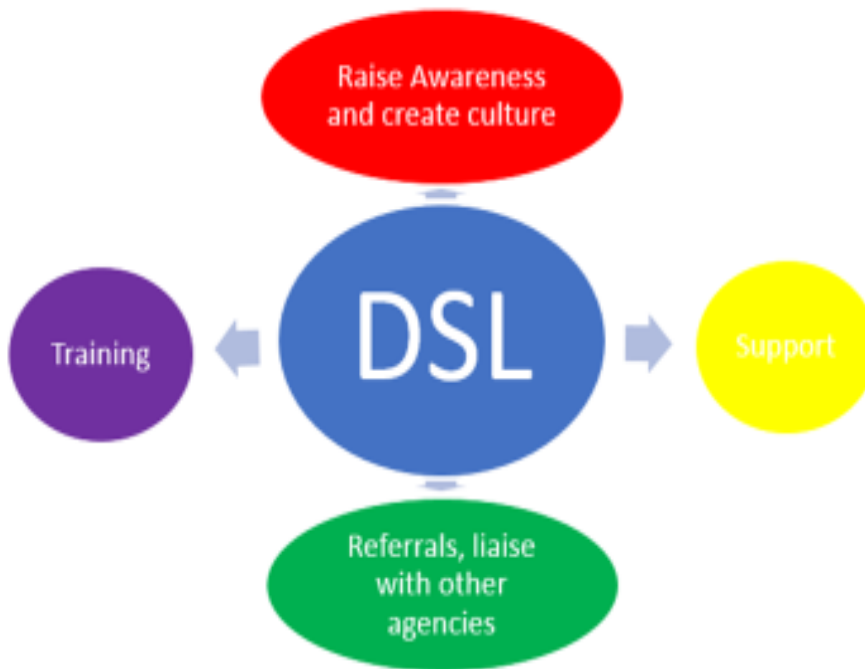 Raise Awareness
and create culture
Training
DSL
Support
Referrals, liaise
with other
agencies